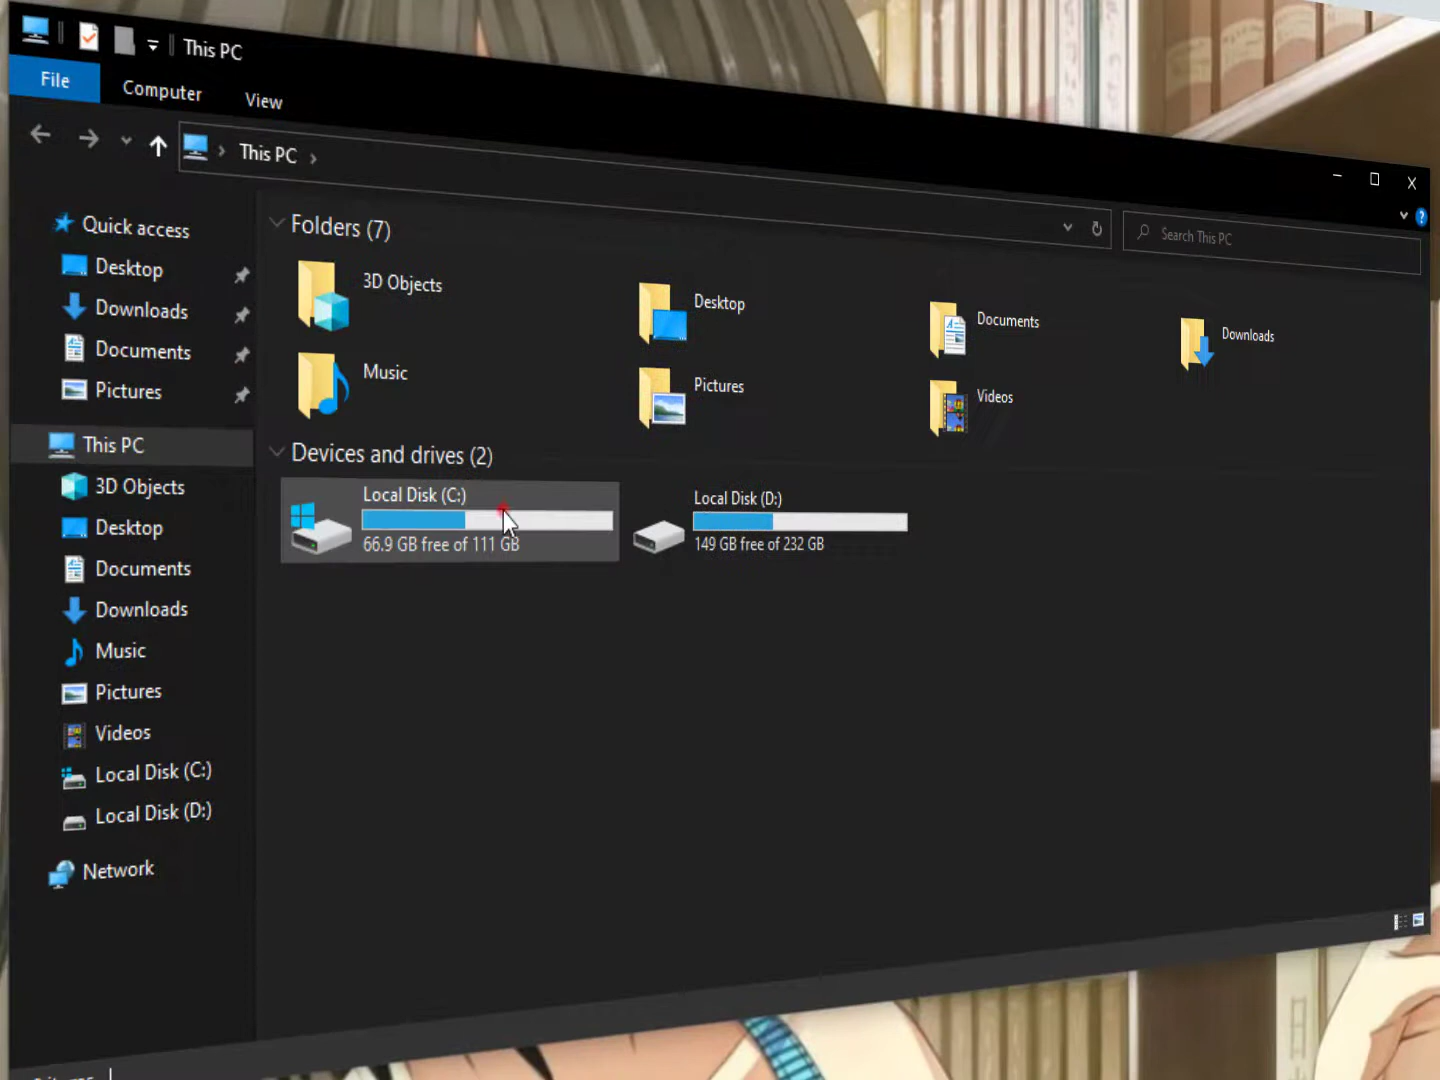 This PC
File
Computer
View
This PC
Search This PC
Quick access
Desktop
Downloads
Documents
Pictures
This PC
3D Objects
Desktop
Documents
Downloads
Music
Pictures
Videos
Local Disk (C:)
Local Disk (D:)
Network
Folders (7)
3D Objects
Desktop
Documents
Downloads
Music
Pictures
Videos
Devices and drives (2)
Local Disk (C:)
66.9 GB free of 111 GB
Local Disk (D:)
149 GB free of 232 GB